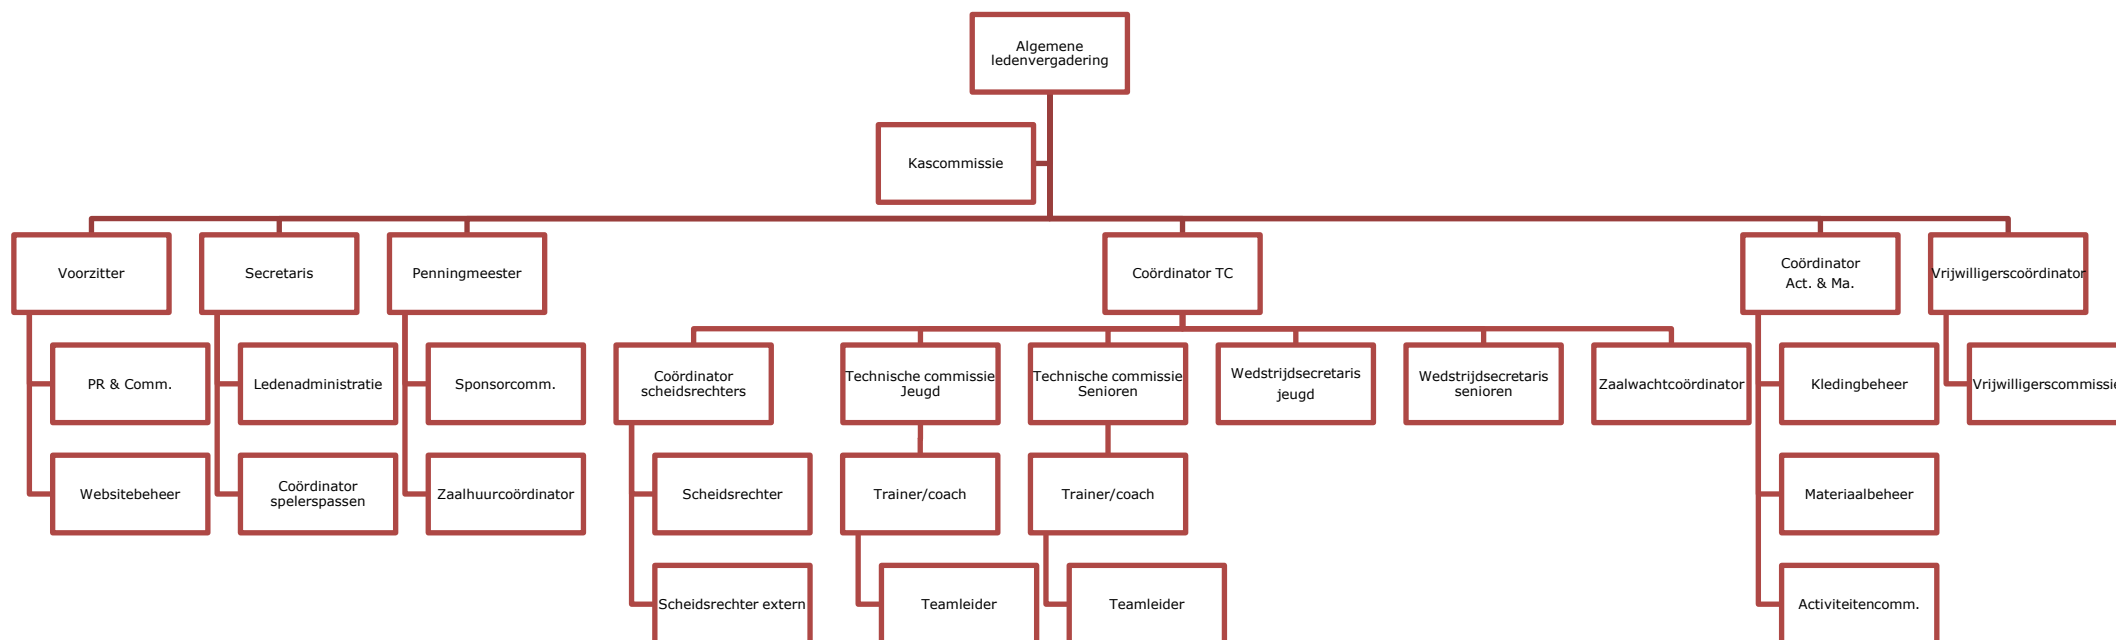 Algemene
ledenvergadering
Kascommissie
Voorzitter
Secretaris
Penningmeester
Coördinator TC
Coördinator
Act. & Ma.
Vrijwilligerscoördinator
PR & Comm.
Ledenadministratie
Sponsorcomm.
Coördinator
scheidsrechters
Technische commissie
Jeugd
Technische commissie
Senioren
Wedstrijdsecretaris
jeugd
Wedstrijdsecretaris
senioren
Zaalwachtcoördinator
Kledingbeheer
Vrijwilligerscommissie
Websitebeheer
Coördinator
spelerspassen
Zaalhuurcoördinator
Scheidsrechter
Trainer/coach
Trainer/coach
Materiaalbeheer
Scheidsrechter extern
Teamleider
Teamleider
Activiteitencomm.